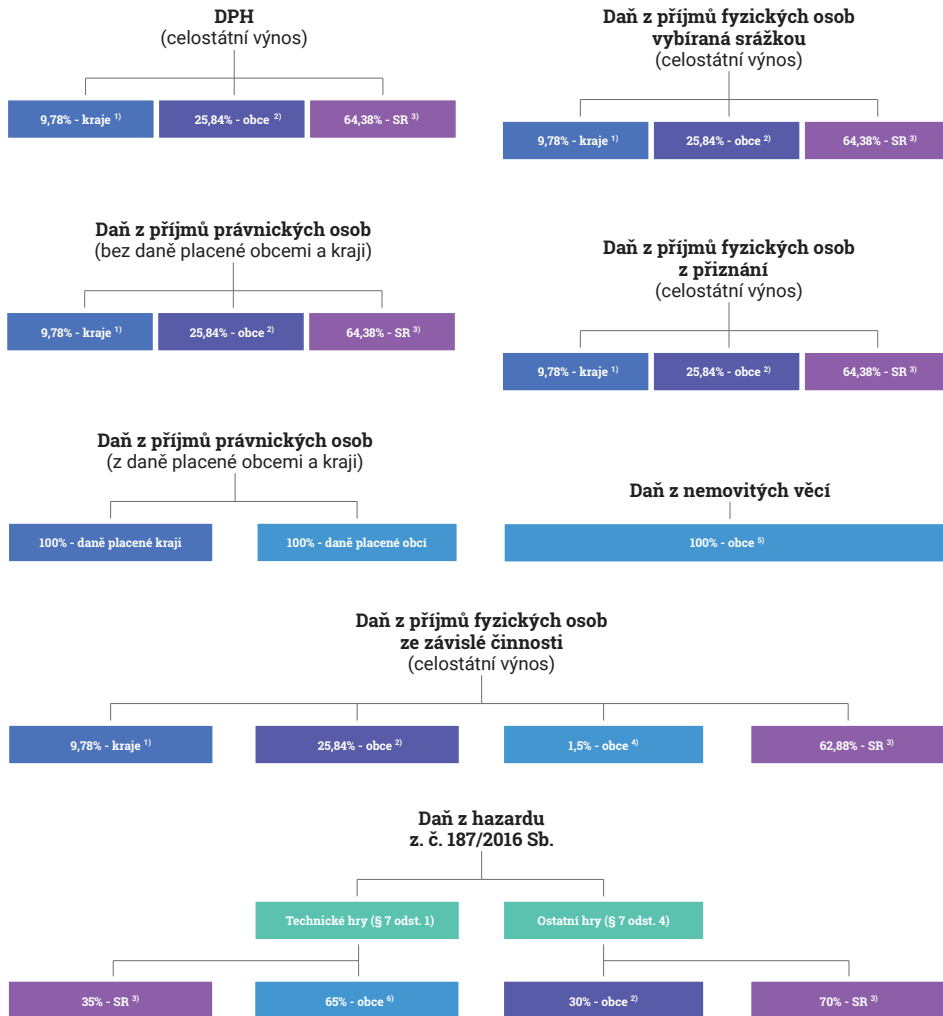 DPH
(celostátní výnos)
9,78% - kraje 1)
25,84% - obce 2)
64,38% - SR 3)
Daň z příjmů fyzických osob
vybíraná srážkou
(celostátní výnos)
9,78% - kraje 1)
25,84% - obce 2)
64,38% - SR 3)
Daň z příjmů právnických osob
(bez daně placené obcemi a kraji)
9,78% - kraje 1)
25,84% - obce 2)
64,38% - SR 3)
Daň z příjmů fyzických osob
z přiznání
(celostátní výnos)
9,78% - kraje 1)
25,84% - obce 2)
64,38% - SR 3)
Daň z příjmů právnických osob
(z daně placené obcemi a kraji)
100% - daně placené kraji
100% - daně placené obcí
Daň z nemovitých věcí
100% - obce 5)
Daň z příjmů fyzických osob
ze závislé činnosti
(celostátní výnos)
9,78% - kraje 1)
25,84% - obce 2)
1,5% - obce 4)
62,88% - SR 3)
Daň z hazardu
z. č. 187/2016 Sb.
Technické hry (§ 7 odst. 1)
Ostatní hry (§ 7 odst. 4)
35% - SR 3)
65% - obce 6)
30% - obce 2)
70% - SR 3)